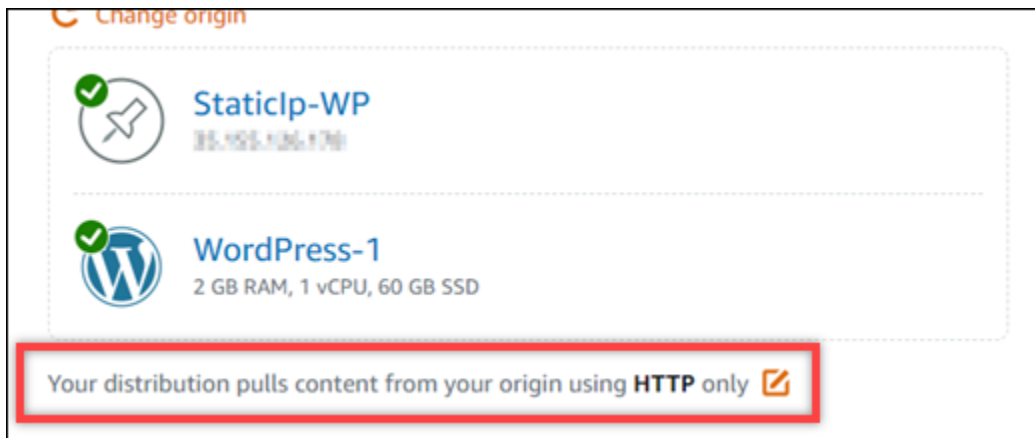 Change origin
StaticIp-WP
WordPress-1
2 GB RAM, 1 vCPU, 60 GB SSD
Your distribution pulls content from your origin using HTTP only